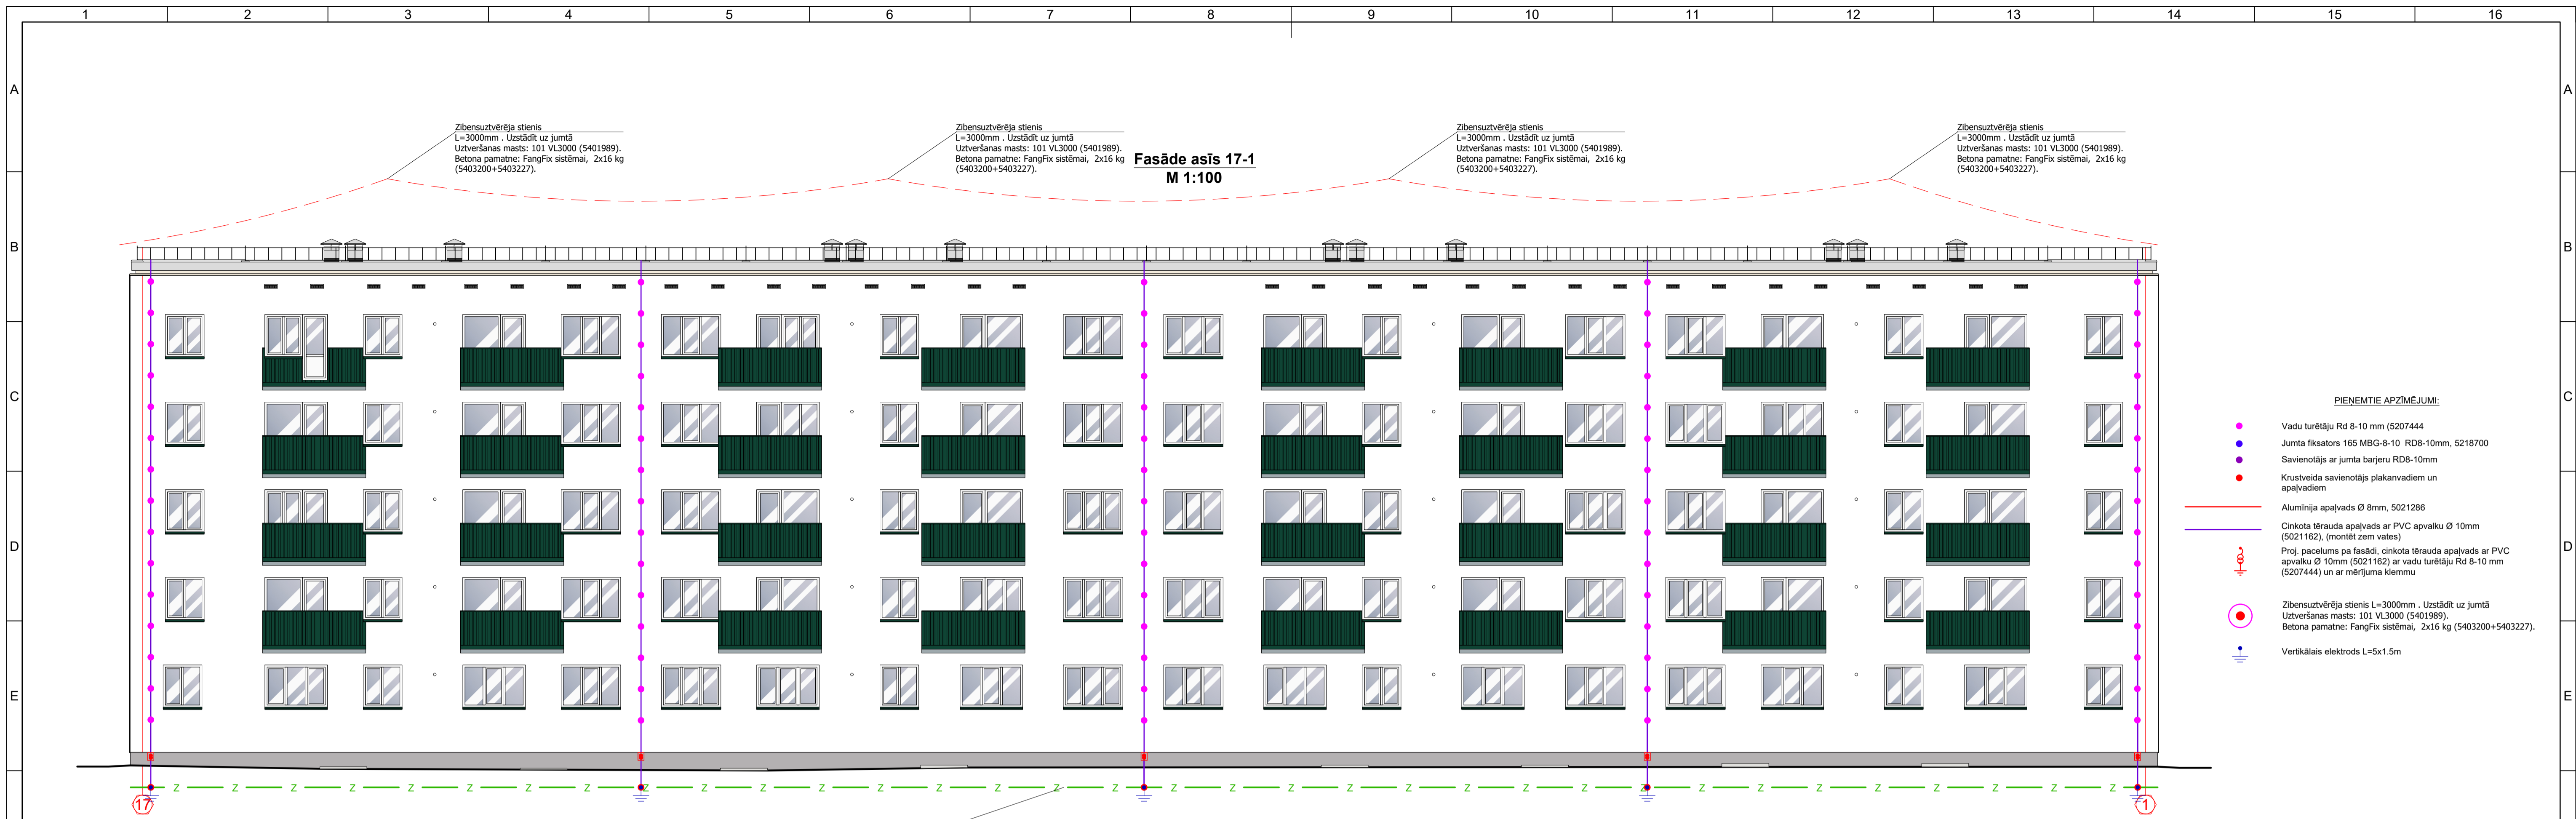 1 2 3 4 5 6 7 8 9 10 11 12 13 14 15 16
A A
Zibensuztvērēja stienis
L=3000mm . Uzstādīt uz jumtā
Uztveršanas masts: 101 VL3000 (5401989).
Betona pamatne: FangFix sistēmai, 2x16 kg
(5403200+5403227).
Zibensuztvērēja stienis
L=3000mm . Uzstādīt uz jumtā
Uztveršanas masts: 101 VL3000 (5401989).
Betona pamatne: FangFix sistēmai, 2x16 kg
(5403200+5403227).
Fasāde asīs 17-1
M 1:100
Zibensuztvērēja stienis
L=3000mm . Uzstādīt uz jumtā
Uztveršanas masts: 101 VL3000 (5401989).
Betona pamatne: FangFix sistēmai, 2x16 kg
(5403200+5403227).
Zibensuztvērēja stienis
L=3000mm . Uzstādīt uz jumtā
Uztveršanas masts: 101 VL3000 (5401989).
Betona pamatne: FangFix sistēmai, 2x16 kg
(5403200+5403227).
B B
C C
PIEŅEMTIE APZĪMĒJUMI:
Vadu turētāju Rd 8-10 mm (5207444
Jumta fiksators 165 MBG-8-10 RD8-10mm, 5218700
Savienotājs ar jumta barjeru RD8-10mm
Krustveida savienotājs plakanvadiem un
apaļvadiem
Alumīnija apaļvads Ø 8mm, 5021286
Cinkota tērauda apaļvads ar PVC apvalku Ø 10mm
(5021162), (montēt zem vates)
D D
Proj. pacelums pa fasādi, cinkota tērauda apaļvads ar PVC
apvalku Ø 10mm (5021162) ar vadu turētāju Rd 8-10 mm
(5207444) un ar mērījuma klemmu
Zibensuztvērēja stienis L=3000mm . Uzstādīt uz jumtā
Uztveršanas masts: 101 VL3000 (5401989).
Betona pamatne: FangFix sistēmai, 2x16 kg (5403200+5403227).
Vertikālais elektrods L=5x1.5m
E E
Z Z Z Z Z Z Z Z Z Z Z Z Z Z Z Z Z Z Z Z Z Z Z Z Z Z Z Z Z Z Z Z Z Z
17 1